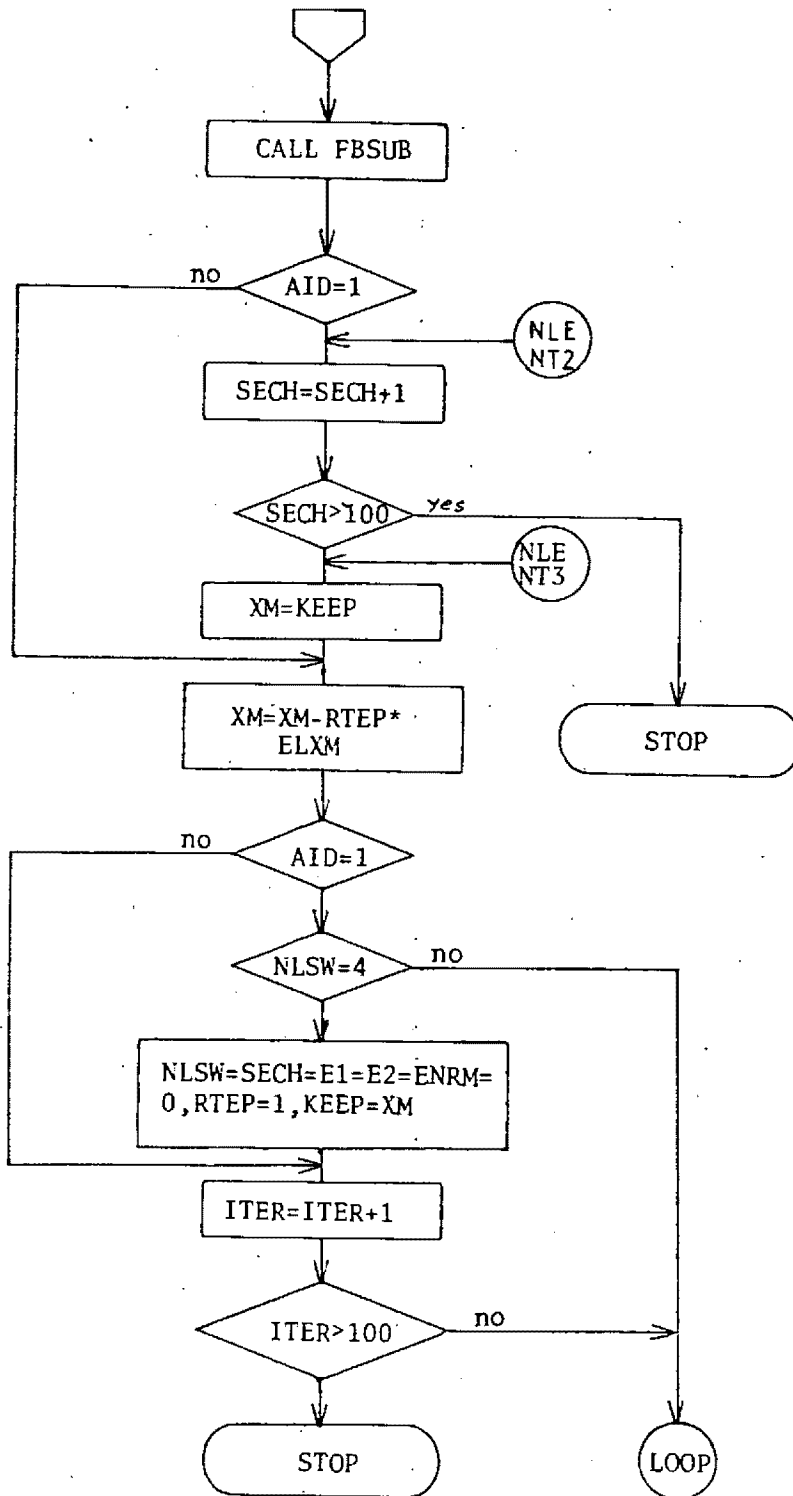 CALL FBSUB
no
AID=1
NLE
NT2
SECH=SECH+1
SECH>100
yes
NLE
NT3
XM=KEEP
XM=XM-RTEP*
ELXM
STOP
no
AID=1
NLSW=4
no
NLSW=SECH=E1=E2=ENRM=
0,RTEP=1,KEEP=XM
ITER=ITER+1
ITER>100
no
STOP
LOOP